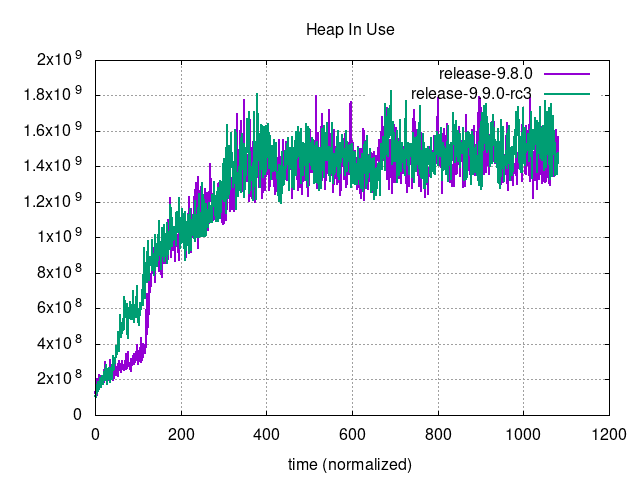 Heap In Use
release-9.8.0
release-9.9.0-rc3
2x10^9
1.8x10^9
1.6x10^9
1.4x10^9
1.2x10^9
1x10^9
8x10^8
6x10^8
4x10^8
2x10^8
0
0 200 400 600 800 1000 1200
time (normalized)